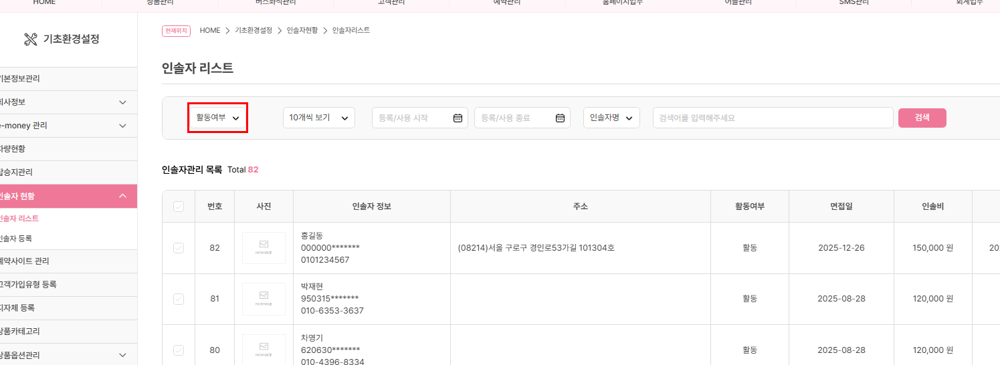 HOME 상품관리 버스좌석관리 고객관리 예약관리 홈페이지업무 어플관리 SMS관리 회계업무
현재위치 HOME > 기초환경설정 > 인솔자현황 > 인솔자리스트
기초환경설정
기본정보관리
회사정보
e-money 관리
차량현황
탑승지관리
인솔자 현황
인솔자 리스트
인솔자 등록
예약사이트 관리
고객가입유형 등록
지자체 등록
상품카테고리
상품옵션관리
인솔자 리스트
활동여부 10개씩 보기 등록/사용 시작 등록/사용 종료 인솔자명 검색어를 입력해주세요 검색
인솔자관리 목록 Total 82
번호 사진 인솔자 정보 주소 활동여부 면접일 인솔비
82 NO IMAGE 홍길동 (08214)서울 구로구 경인로53가길 101304호 활동 2025-12-26 150,000 원
000000*******
0101234567
81 NO IMAGE 박재현 활동 2025-08-28 120,000 원
950315*******
010-6353-3637
80 NO IMAGE 차영기 활동 2025-08-28 120,000 원
620630*******
010-4396-8334